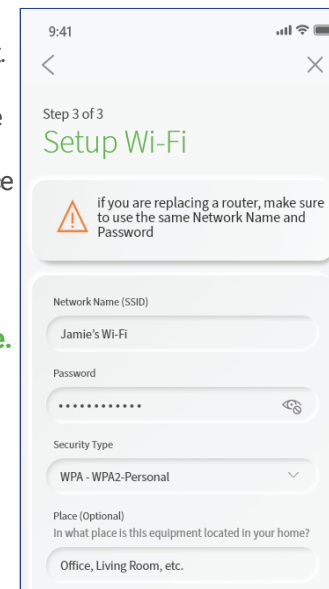 9:41
Step 3 of 3
Setup Wi-Fi
if you are replacing a router, make sure
to use the same Network Name and
Password
Network Name (SSID)
Jamie's Wi-Fi
Password
••••••••••••
Security Type
WPA - WPA2-Personal
Place (Optional)
In what place is this equipment located in your home?
Office, Living Room, etc.